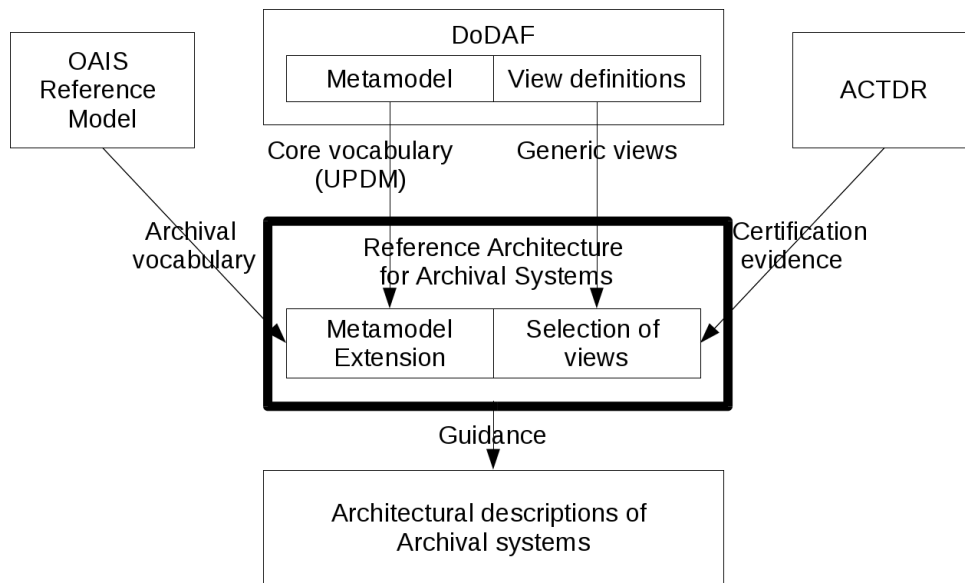 DoDAF
OAIS
Reference
Model
Metamodel
View definitions
ACTDR
Core vocabulary
(UPDM)
Generic views
Archival
vocabulary
Certification
evidence
Reference Architecture
for Archival Systems
Metamodel
Extension
Selection of
views
Guidance
Architectural descriptions of
Archival systems